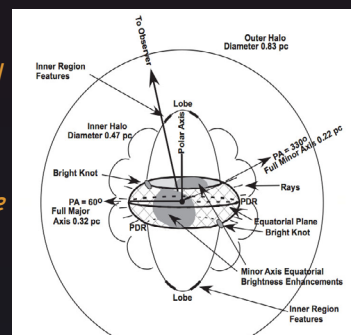 To Observer
Outer Halo
Diameter 0.83 pc
Inner Region
Features
Lobe
Inner Halo
Diameter 0.47 pc
Polar Axis
PA = 330º
Full Minor Axis 0.22 pc
Bright Knot
Rays
PA = 60º
Full Major
Axis 0.32 pc
PDR
Equatorial Plane
Bright Knot
PDR
Minor Axis Equatorial
Brightness Enhancements
Lobe
Inner Region
Features